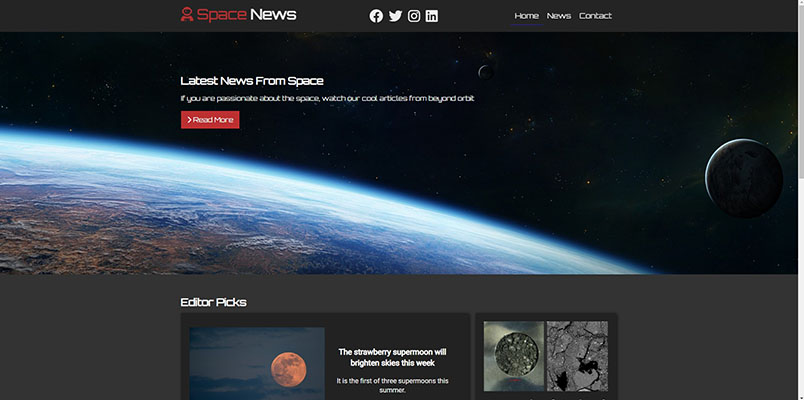 Space News
Home News Contact
Latest News From Space
If you are passionate about the space, watch our cool articles from beyond orbit
Read More
Editor Picks
The strawberry supermoon will
brighten skies this week
It is the first of three supermoons this
summer.